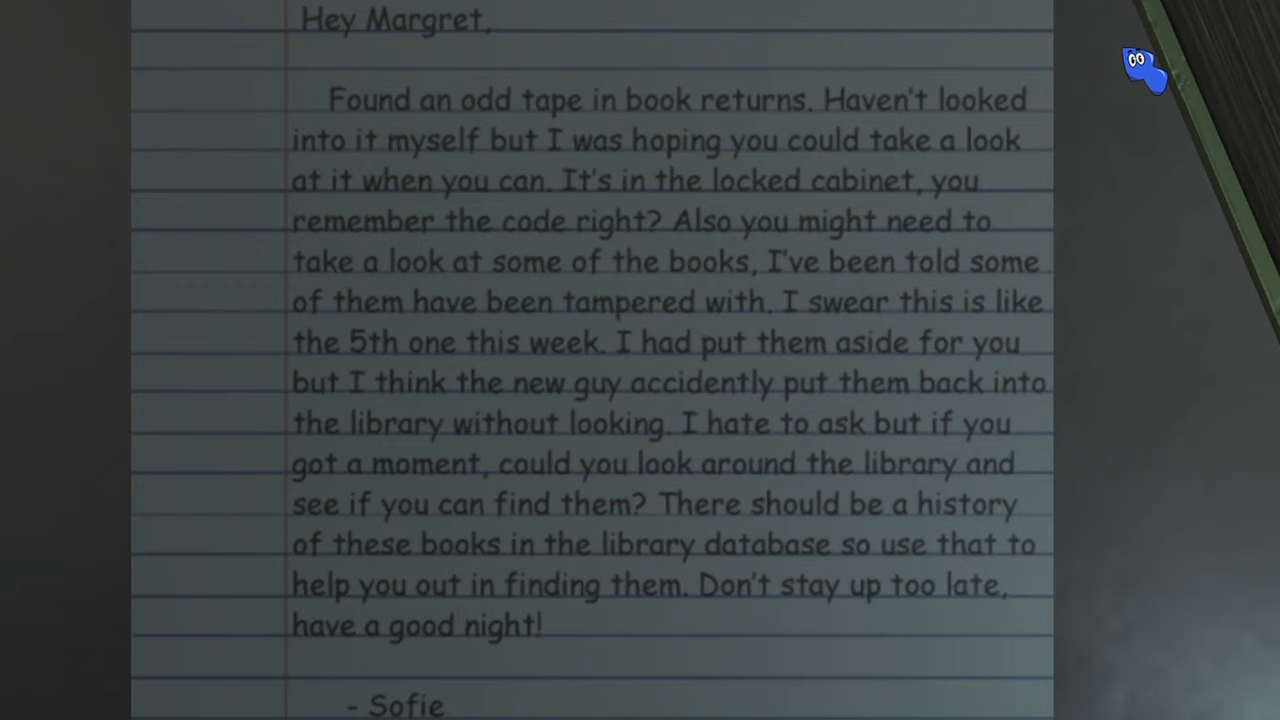 Hey Margret,
Found an odd tape in book returns. Haven't looked
into it myself but I was hoping you could take a look
at it when you can. It's in the locked cabinet, you
remember the code right? Also you might need to
take a look at some of the books, I've been told some
of them have been tampered with. I swear this is like
the 5th one this week. I had put them aside for you
but I think the new guy accidently put them back into
the library without looking. I hate to ask but if you
got a moment, could you look around the library and
see if you can find them? There should be a history
of these books in the library database so use that to
help you out in finding them. Don't stay up too late,
have a good night!
- Sofie